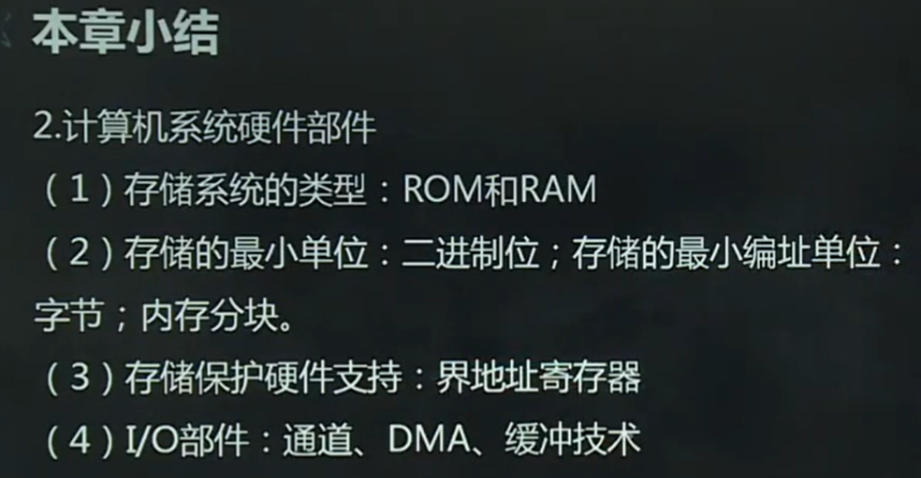 本章小结
2.计算机系统硬件部件
（1）存储系统的类型：ROM和RAM
（2）存储的最小单位：二进制位；存储的最小编址单位：
字节；内存分块。
（3）存储保护硬件支持：界地址寄存器
（4）I/O部件：通道、DMA、缓冲技术